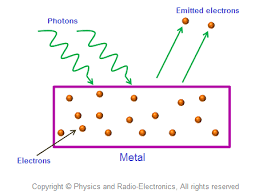 Emitted electrons
Photons
Electrons
Metal
Copyright © Physics and Radio-Electronics, All rights reserved